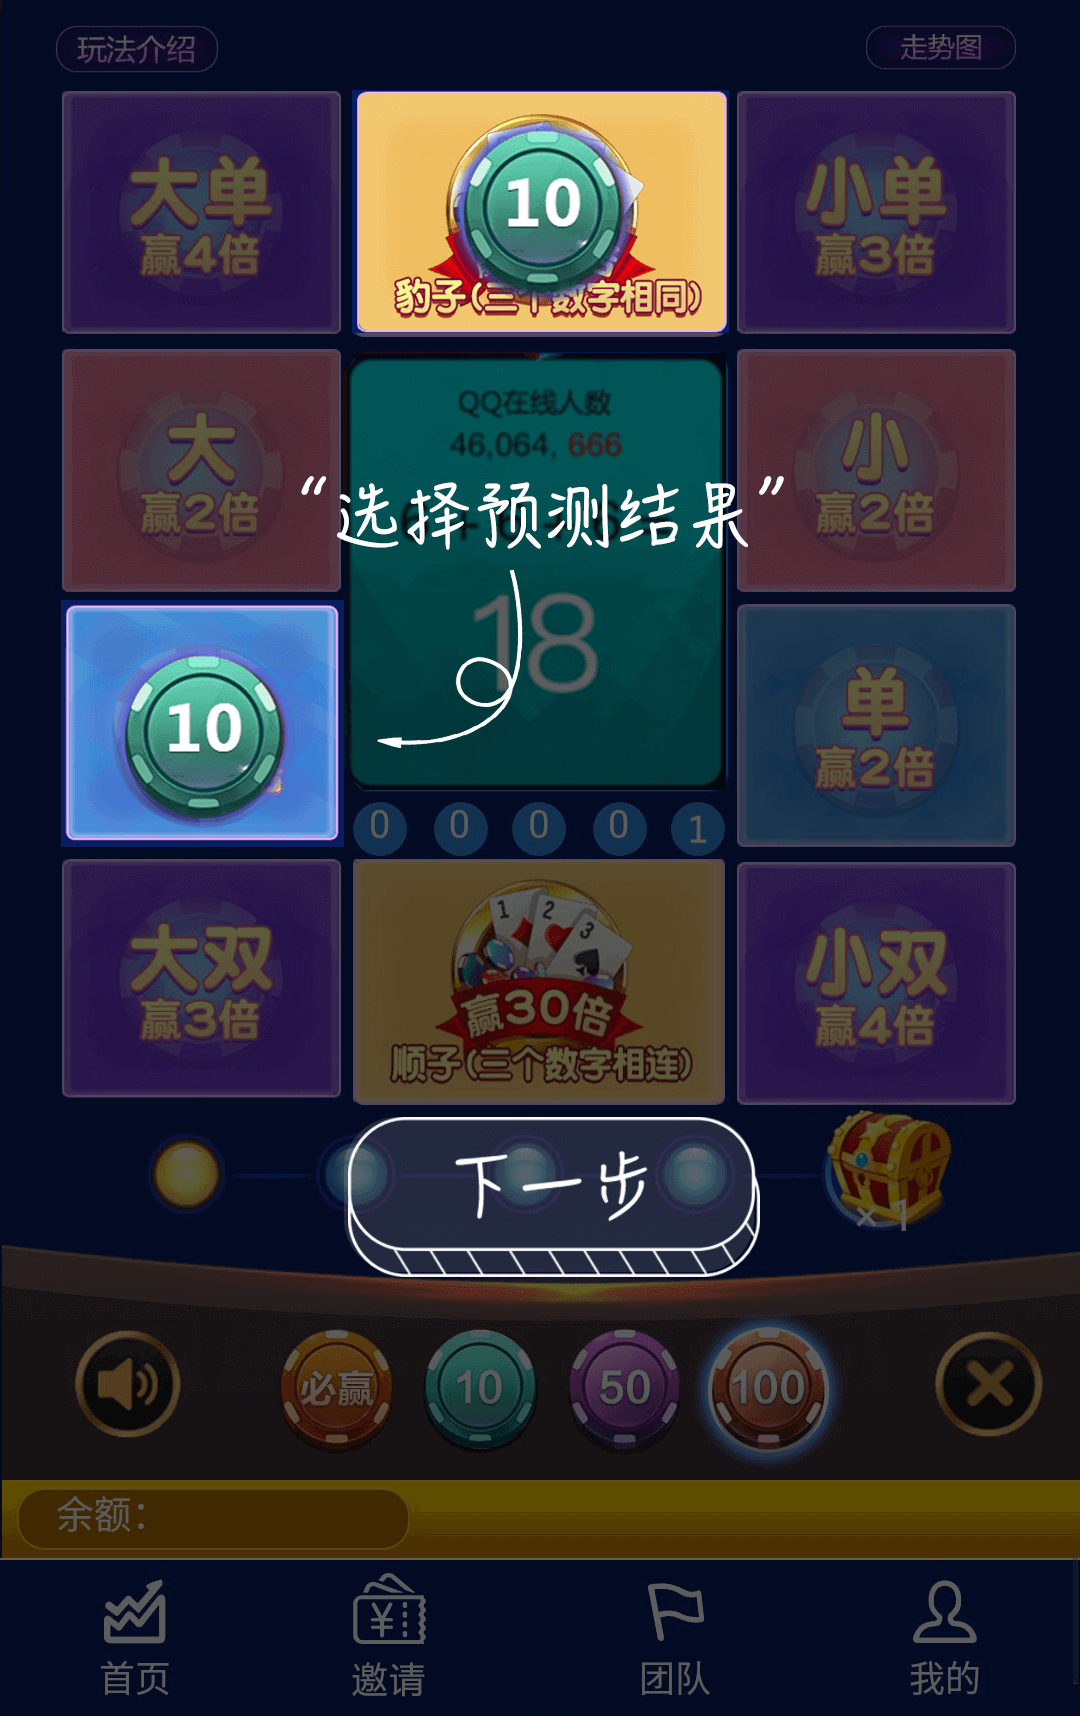 玩法介绍
走势图
大单
赢4倍
10
豹子(三个数字相同)
小单
赢3倍
大
赢2倍
QQ在线人数
46,064, 666
小
赢2倍
“选择预测结果”
18
10
单
赢2倍
0 0 0 0 1
大双
赢3倍
1 2 3
赢30倍
顺子(三个数字相连)
小双
赢4倍
下一步
× 1
必赢 10 50 100
余额:
首页 邀请 团队 我的